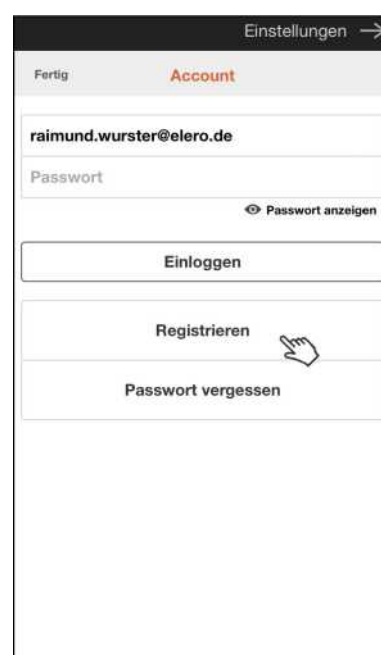 Einstellungen
Fertig Account
raimund.wurster@elero.de
Passwort
Passwort anzeigen
Einloggen
Registrieren
Passwort vergessen